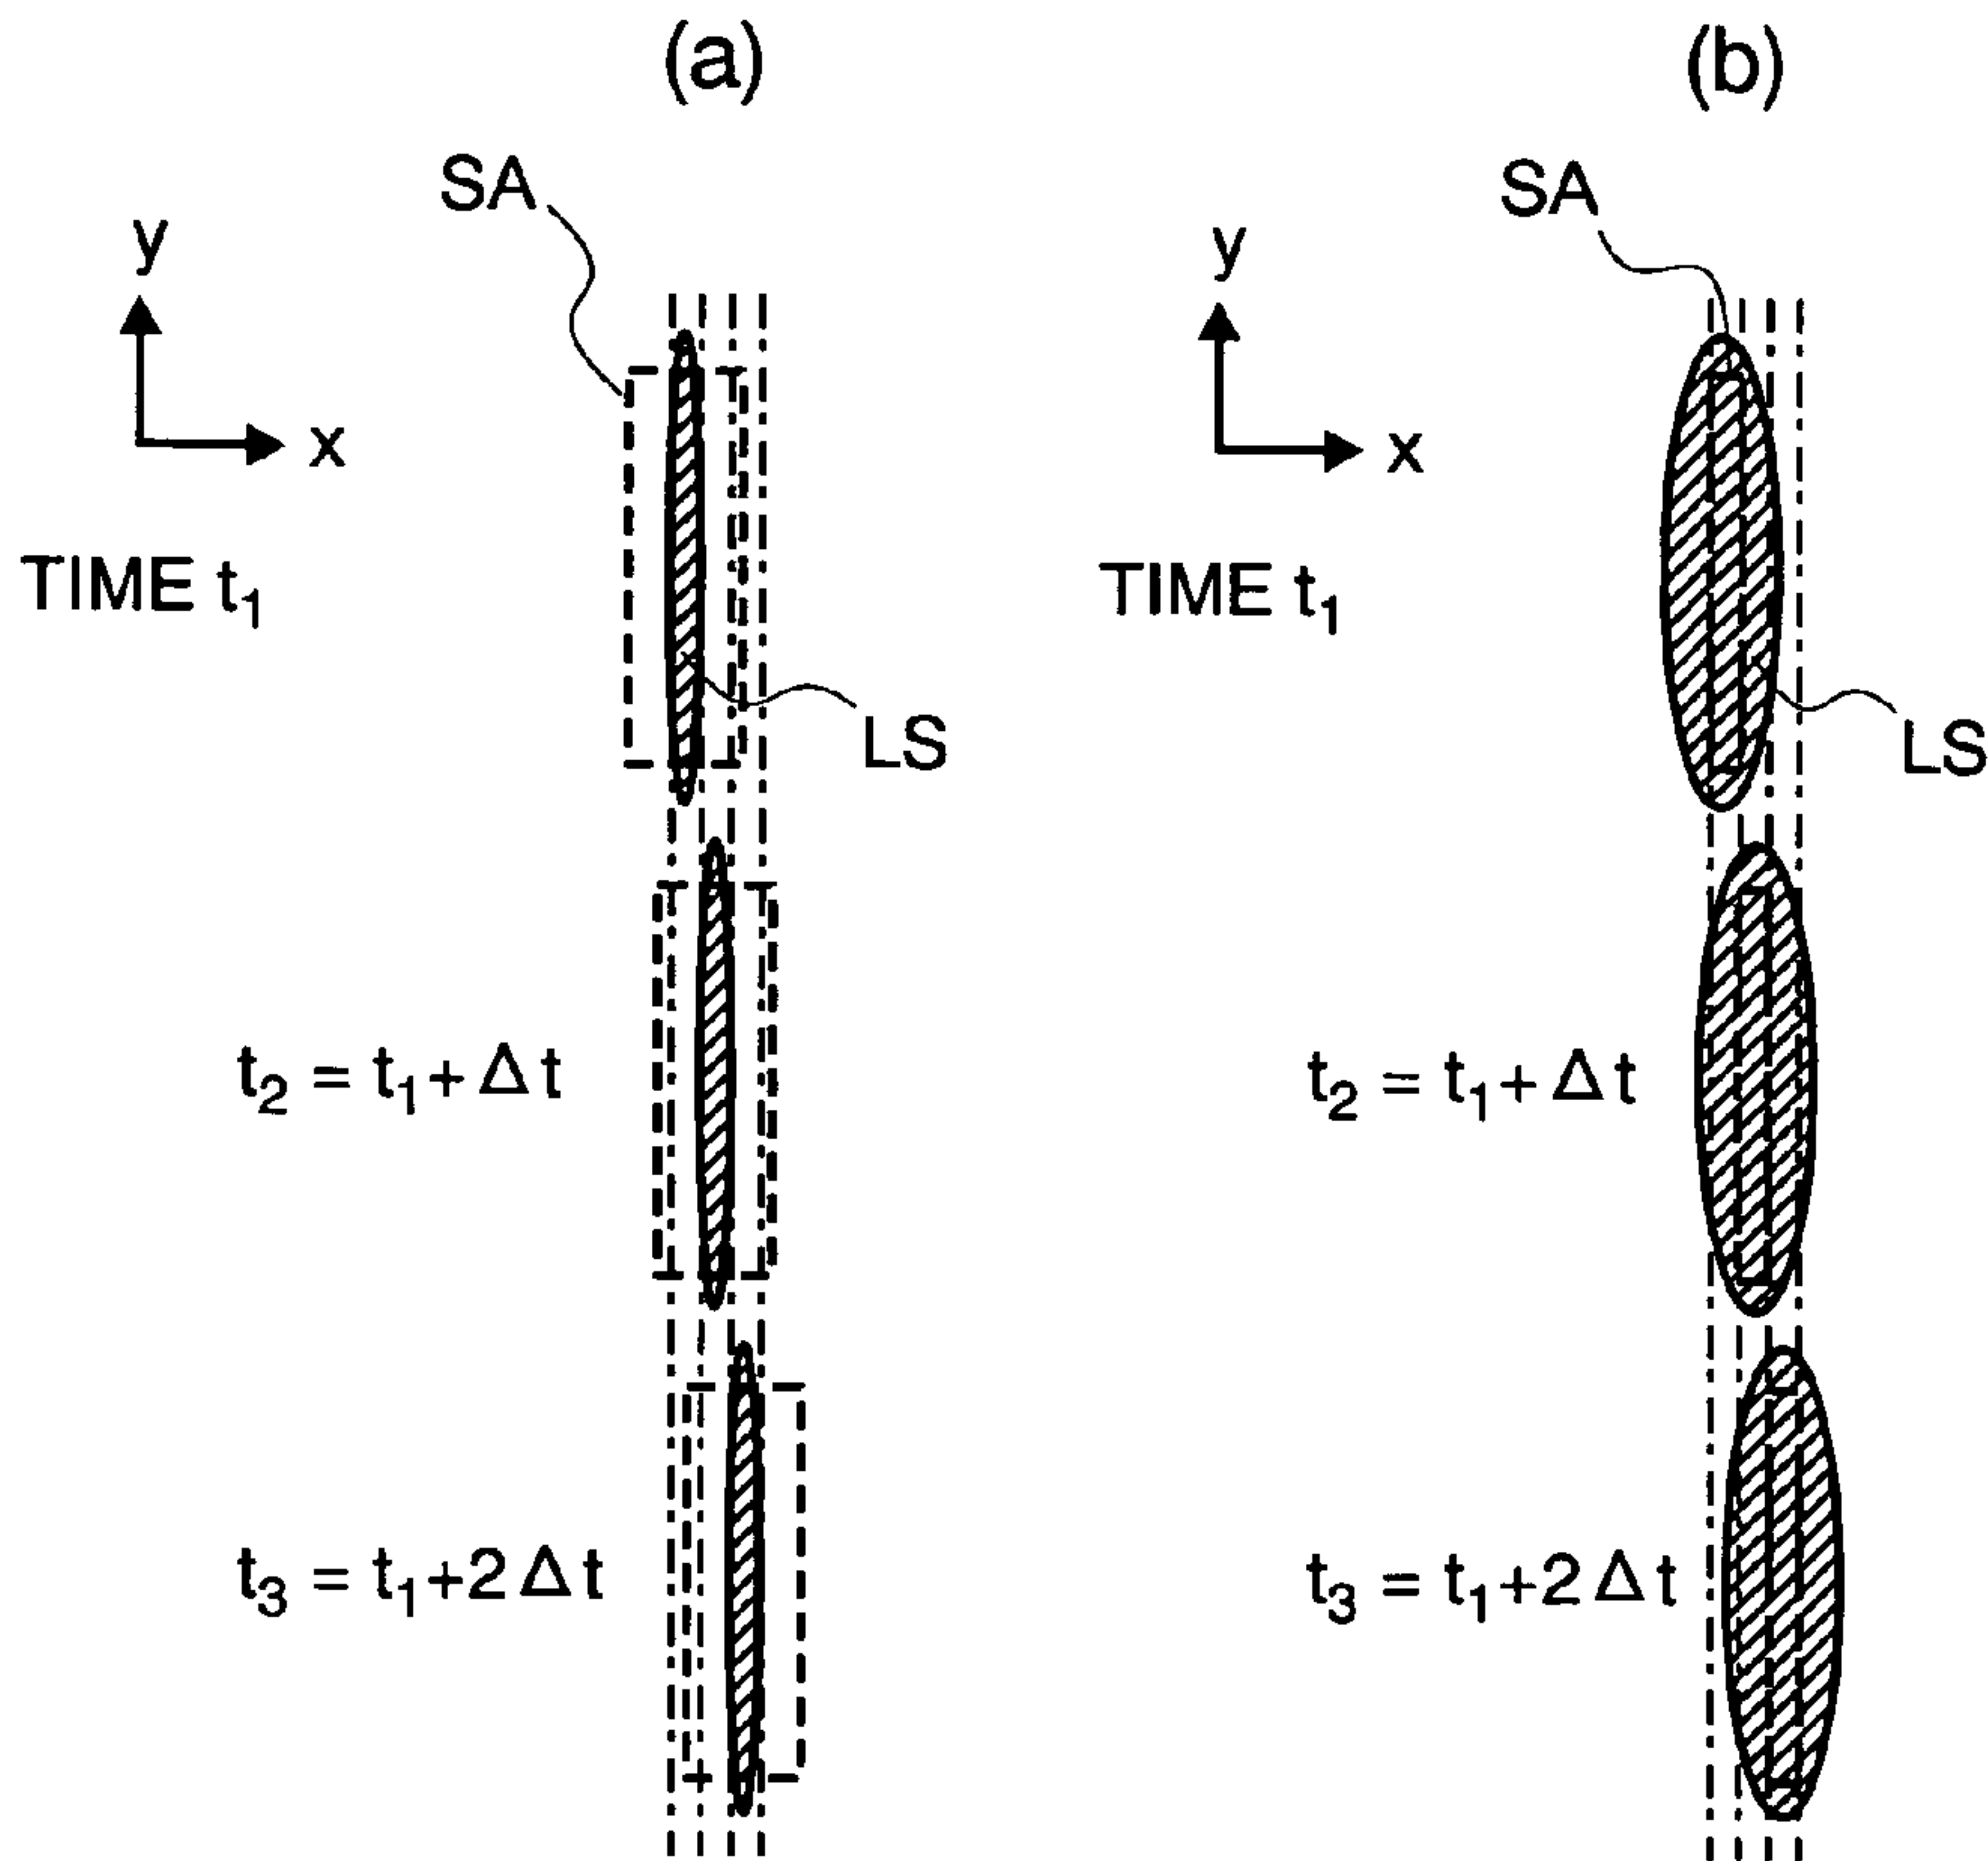 (a)
SA
y
x
TIME t₁
LS
t₂ = t₁+Δt
t₃ = t₁+2Δt
(b)
SA
y
x
TIME t₁
LS
t₂ = t₁+Δt
t₃ = t₁+2Δt